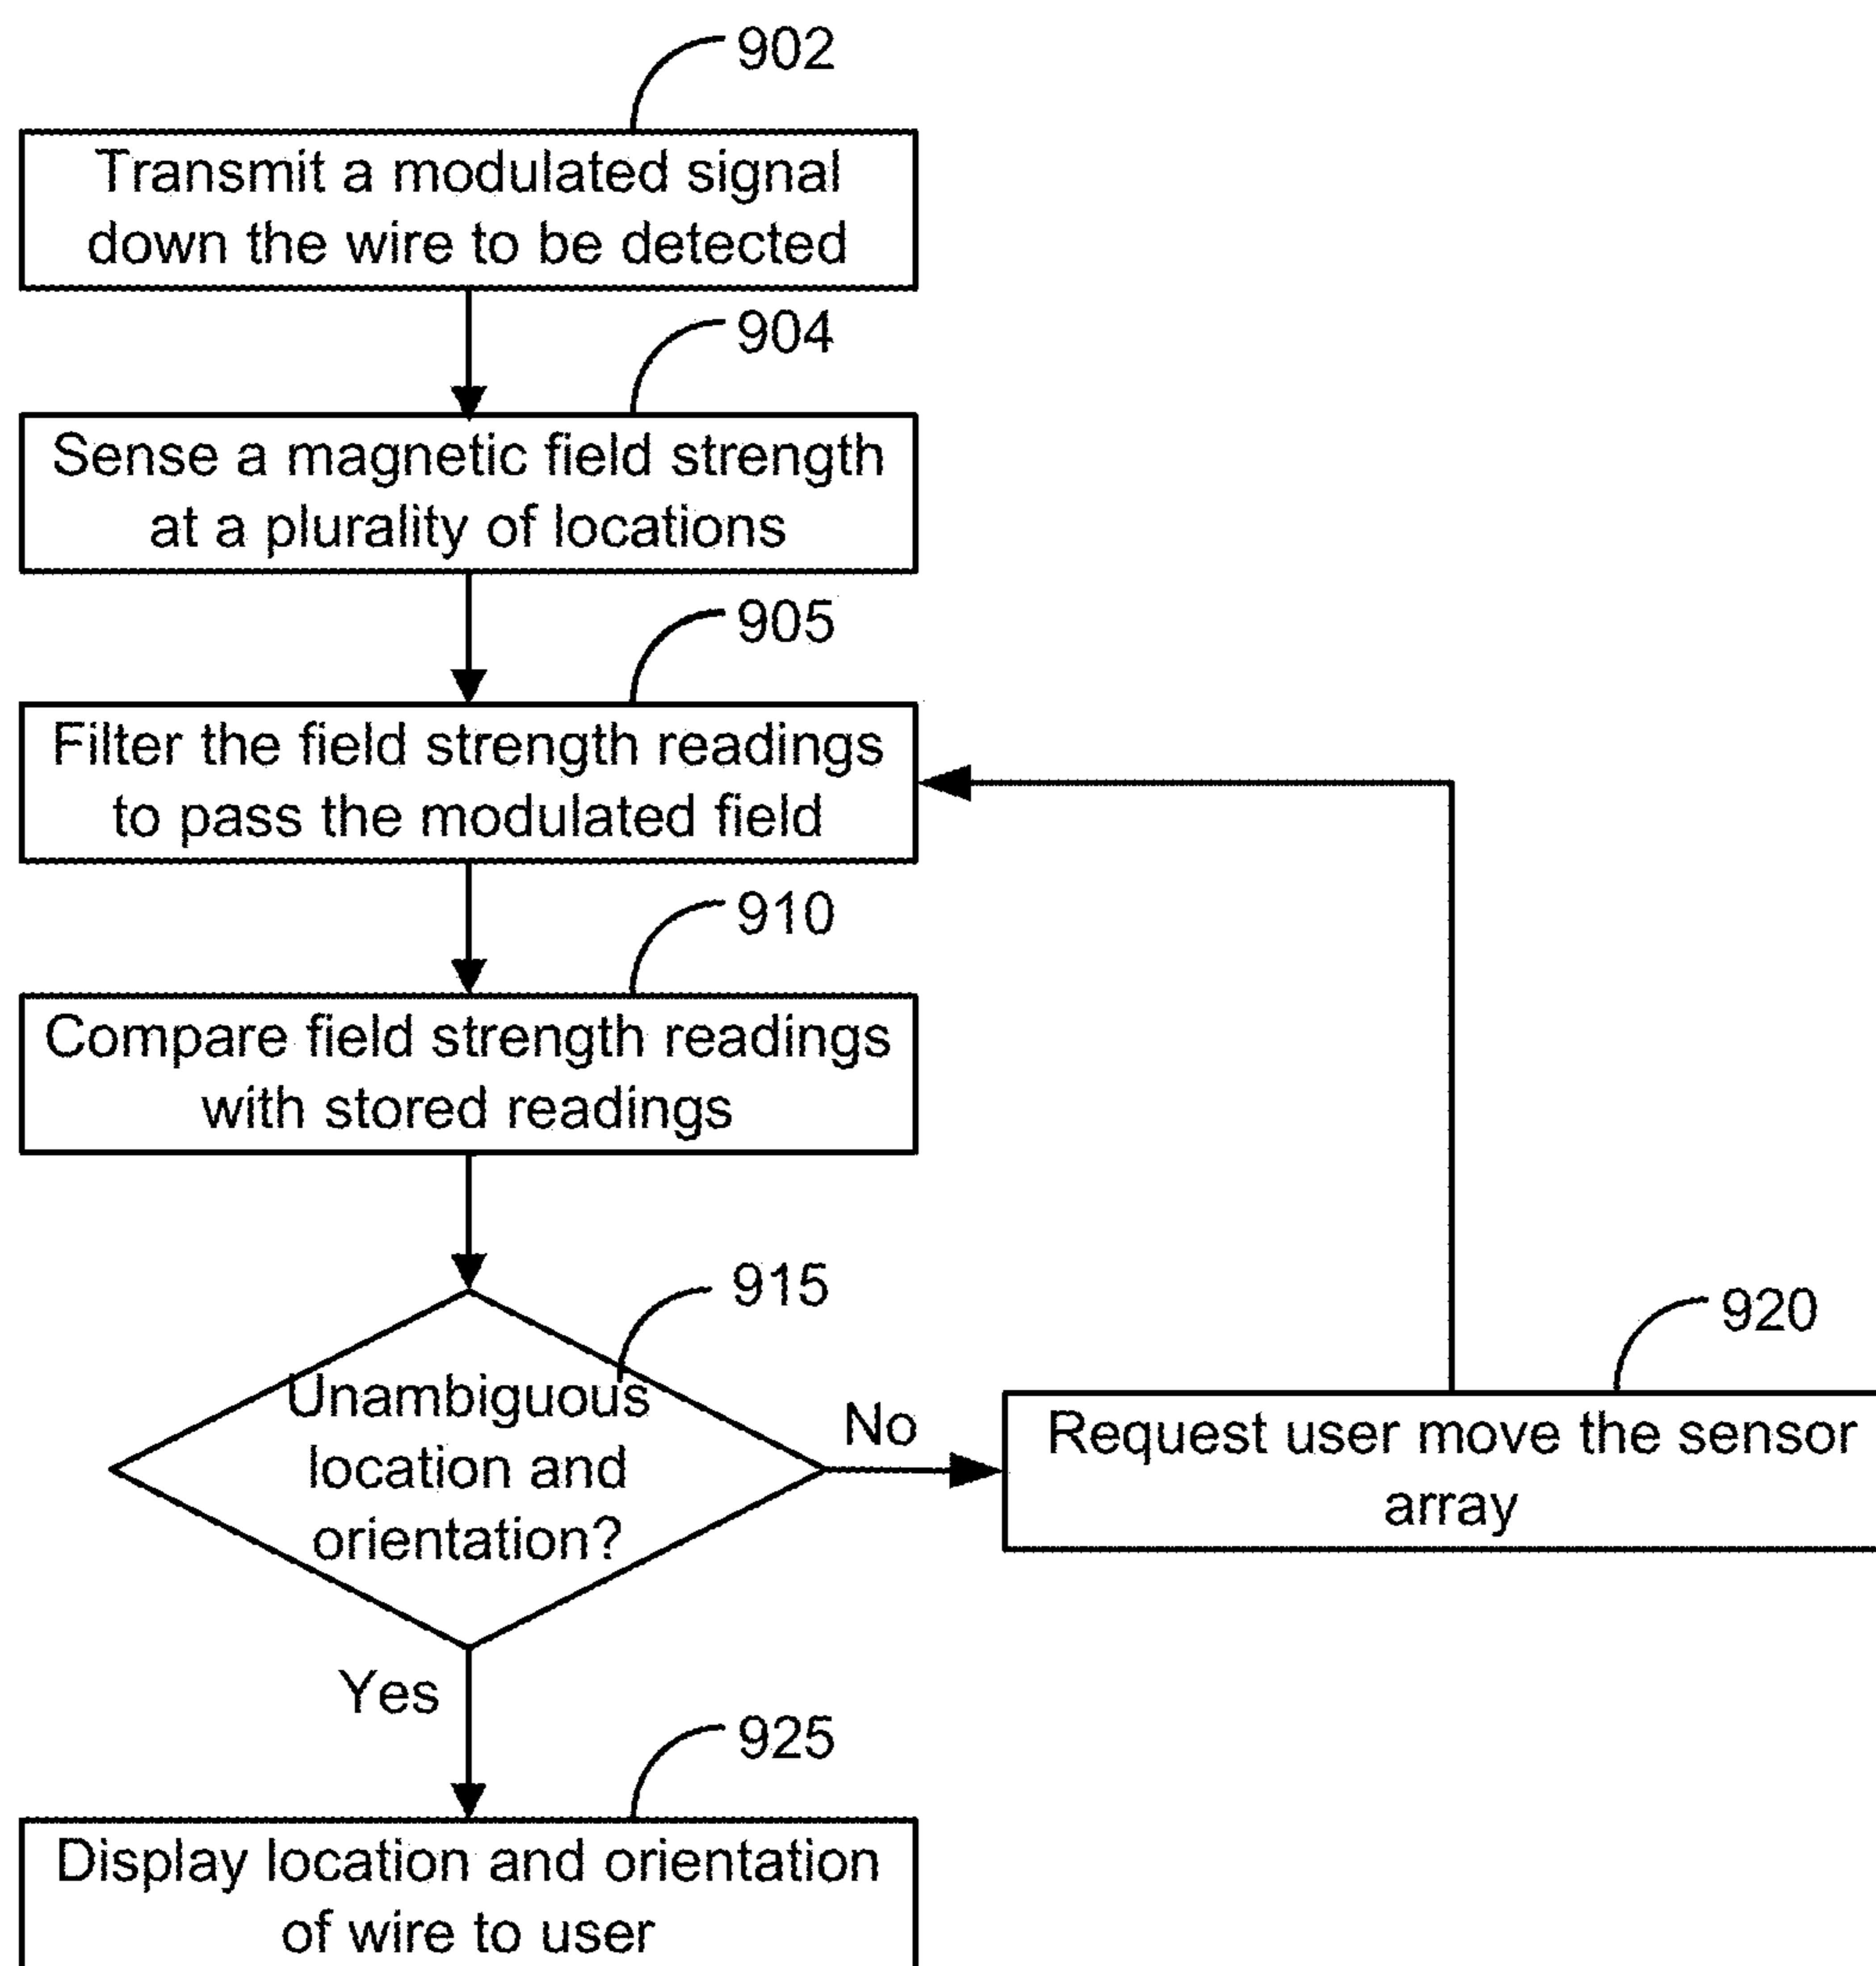 902
Transmit a modulated signal
down the wire to be detected
904
Sense a magnetic field strength
at a plurality of locations
905
Filter the field strength readings
to pass the modulated field
910
Compare field strength readings
with stored readings
915
Unambiguous
location and
orientation?
No
920
Request user move the sensor
array
Yes
925
Display location and orientation
of wire to user